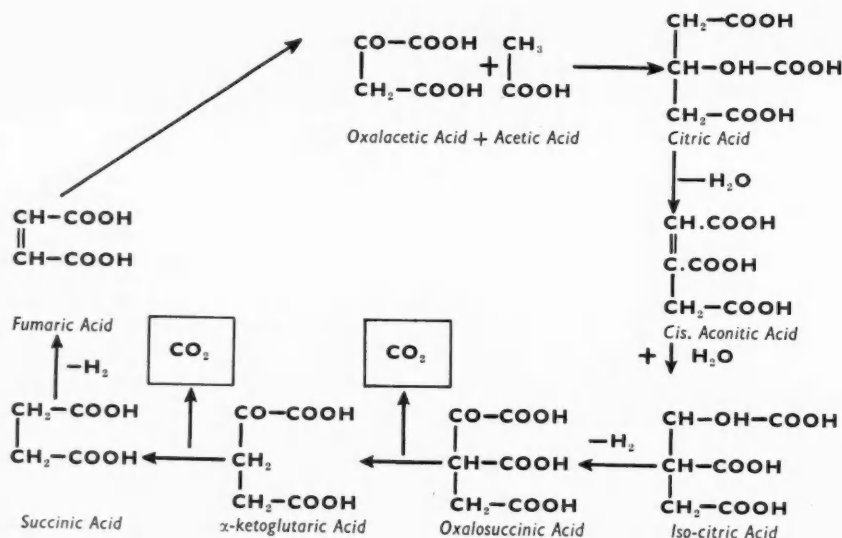 CO—COOH
CH₂—COOH
+
CH₃
COOH
Oxalacetic Acid + Acetic Acid
CH₂—COOH
CH—OH—COOH
CH₂—COOH
Citric Acid
—H₂O
CH.COOH
C.COOH
CH₂—COOH
Cis. Aconitic Acid
+ H₂O
CH—OH—COOH
CH—COOH
CH₂—COOH
Iso-citric Acid
—H₂
CO—COOH
CH—COOH
CH₂—COOH
Oxalosuccinic Acid
CO₂
CO—COOH
CH₂
CH₂—COOH
α-ketoglutaric Acid
CO₂
CH₂—COOH
CH₂—COOH
Succinic Acid
—H₂
Fumaric Acid
CH—COOH
CH—COOH